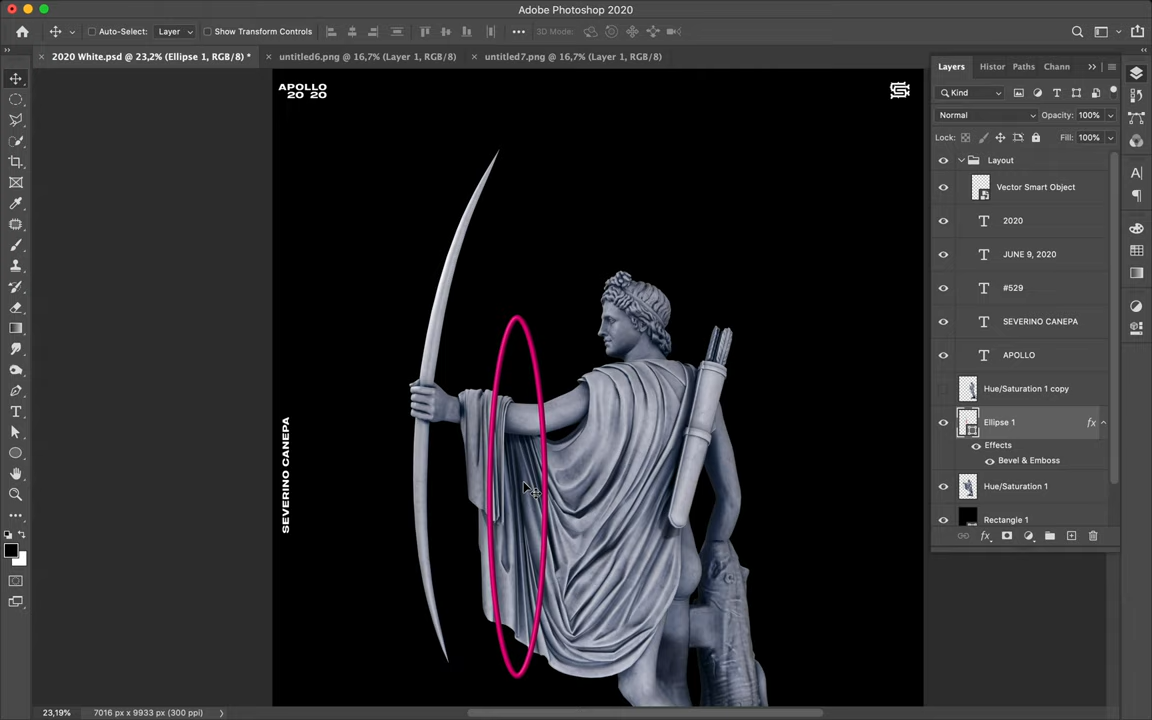 Adobe Photoshop 2020
Auto-Select: Layer Show Transform Controls 3D Mode:
2020 White.psd @ 23,2% (Ellipse 1, RGB/8) * untitled6.png @ 16,7% (Layer 1, RGB/8) untitled7.png @ 16,7% (Layer 1, RGB/8)
APOLLO
20 20
SEVERINO CANEPA
Layers Histor Paths Chann
Kind
Normal Opacity: 100%
Lock: Fill: 100%
Layout
Vector Smart Object
2020
JUNE 9, 2020
#529
SEVERINO CANEPA
APOLLO
Hue/Saturation 1 copy
Ellipse 1 fx
Effects
Bevel & Emboss
Hue/Saturation 1
Rectangle 1
23,19% 7016 px x 9933 px (300 ppi)